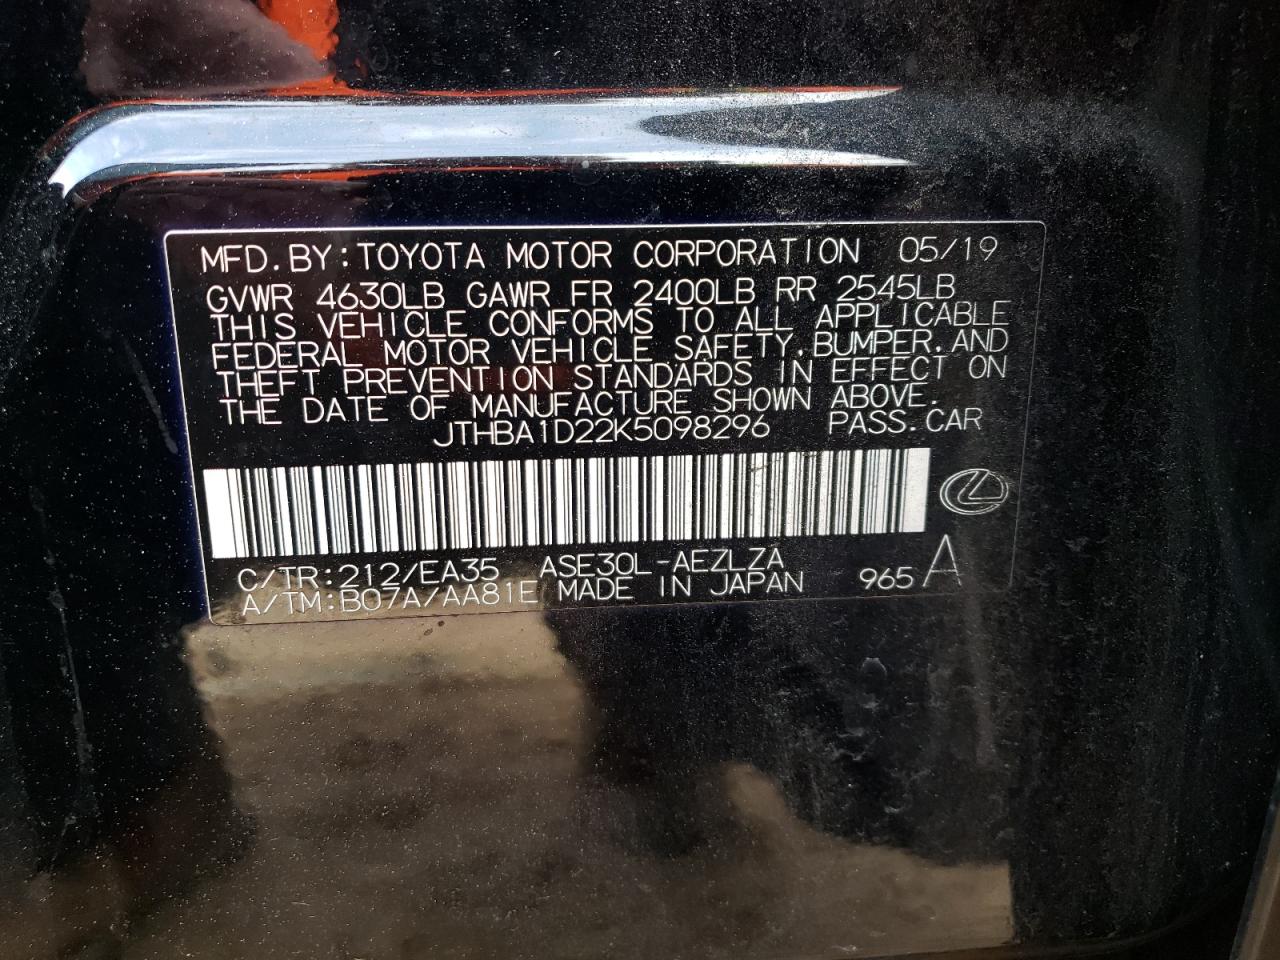 MFD.BY:TOYOTA MOTOR CORPORATION 05/19
GVWR 4630LB GAWR FR 2400LB RR 2545LB
THIS VEHICLE CONFORMS TO ALL APPLICABLE
FEDERAL MOTOR VEHICLE SAFETY,BUMPER,AND
THEFT PREVENTION STANDARDS IN EFFECT ON
THE DATE OF MANUFACTURE SHOWN ABOVE.
JTHBA1D22K5098296 PASS.CAR
C/TR:212/EA35 ASE30L-AEZLZA
A/TM:B07A/AA81E MADE IN JAPAN 965 A